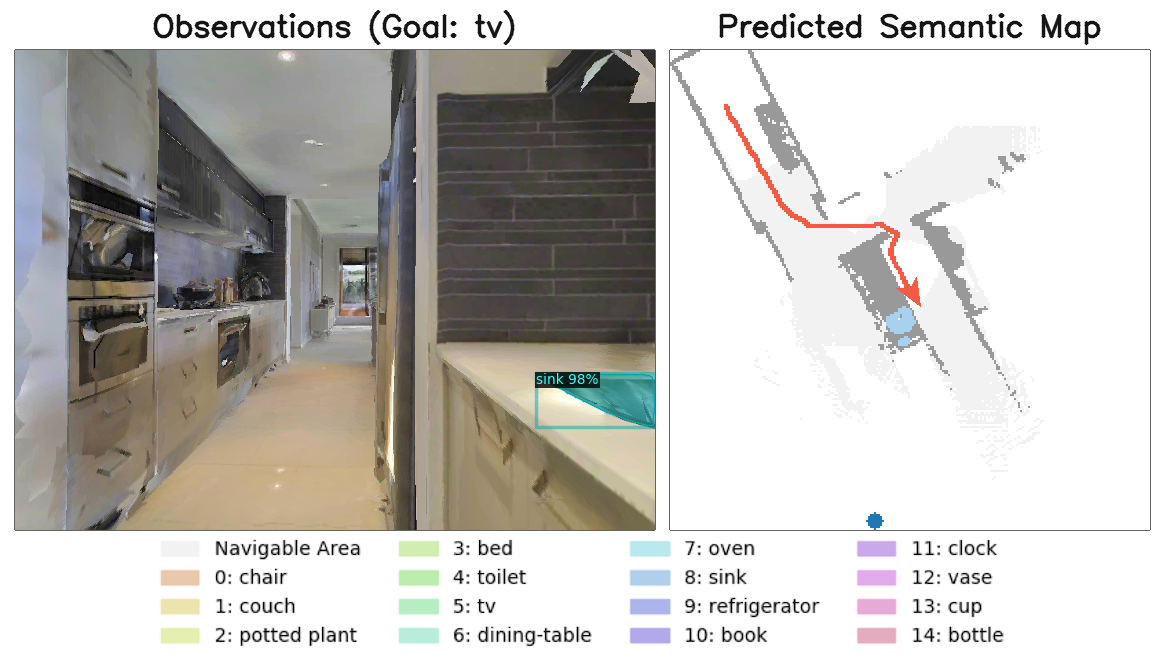 Observations (Goal: tv)
Predicted Semantic Map
sink 98%
Navigable Area
0: chair
1: couch
2: potted plant
3: bed
4: toilet
5: tv
6: dining-table
7: oven
8: sink
9: refrigerator
10: book
11: clock
12: vase
13: cup
14: bottle